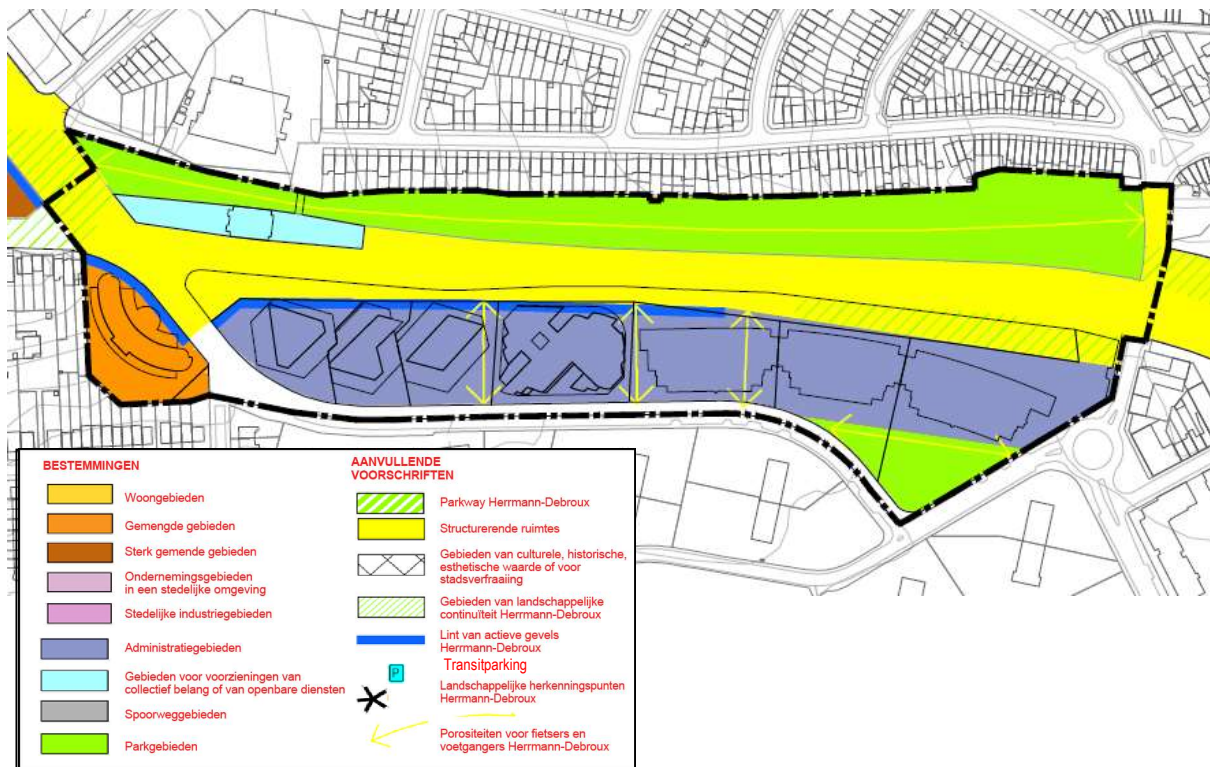 BESTEMMINGEN
Woongebieden
Gemengde gebieden
Sterk gemende gebieden
Ondernemingsgebieden
in een stedelijke omgeving
Stedelijke industriegebieden
Administratiegebieden
Gebieden voor voorzieningen van
collectief belang of van openbare diensten
Spoorweggebieden
Parkgebieden
AANVULLENDE
VOORSCHRIFTEN
Parkway Herrmann-Debroux
Structurerende ruimtes
Gebieden van culturele, historische,
esthetische waarde of voor
stadsverfraaiing
Gebieden van landschappelijke
continuïteit Herrmann-Debroux
Lint van actieve gevels
Herrmann-Debroux
P
Transitparking
Landschappelijke herkenningspunten
Herrmann-Debroux
Porositeiten voor fietsers en
voetgangers Herrmann-Debroux